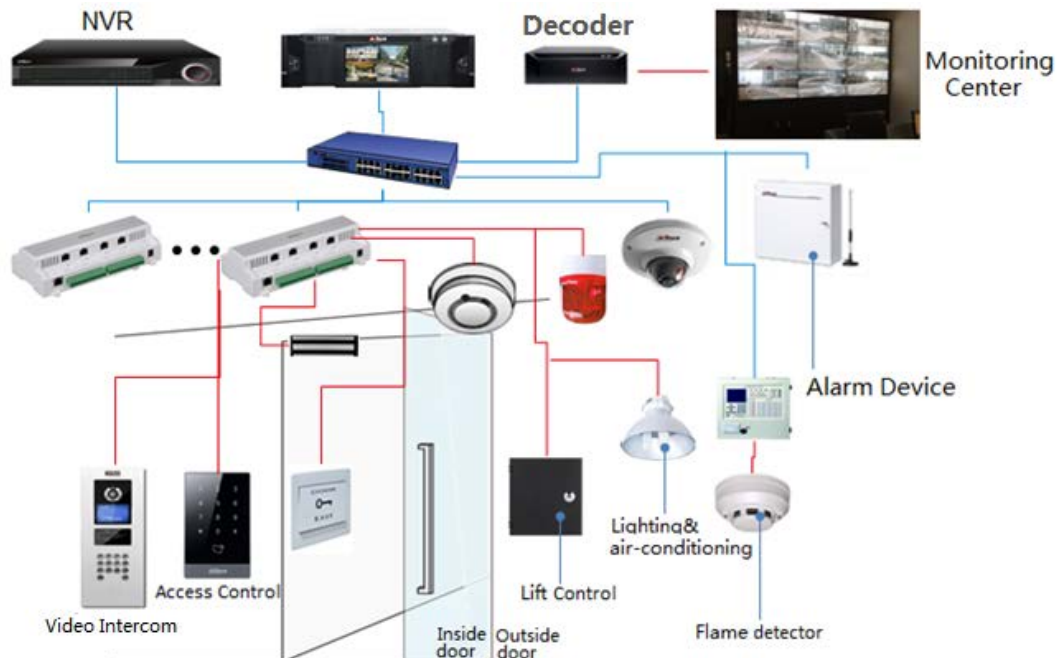 NVR
Decoder
Monitoring
Center
Alarm Device
Lighting&
air-conditioning
Access Control
Lift Control
Video Intercom
Inside
door
Outside
door
Flame detector